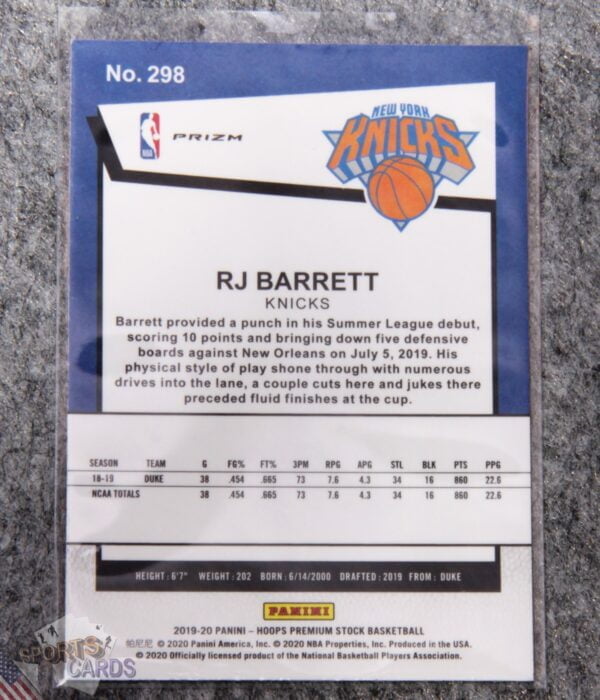 No. 298
NBA
PRIZM
NEW YORK
KNICKS
RJ BARRETT
KNICKS
Barrett provided a punch in his Summer League debut,
scoring 10 points and bringing down five defensive
boards against New Orleans on July 5, 2019. His
physical style of play shone through with numerous
drives into the lane, a couple cuts here and jukes there
preceded fluid finishes at the cup.
SEASON TEAM G FG% FT% 3PM RPG APG STL BLK PTS PPG
18-19 DUKE 38 .454 .665 73 7.6 4.3 34 16 860 22.6
NCAA TOTALS 38 .454 .665 73 7.6 4.3 34 16 860 22.6
HEIGHT: 6'7" WEIGHT: 202 BORN: 6/14/2000 DRAFTED: 2019 FROM: DUKE
PANINI
2019-20 PANINI – HOOPS PREMIUM STOCK BASKETBALL
帕尼尼 © 2020 Panini America, Inc. © 2020 NBA Properties, Inc. Produced in the USA.
© 2020 Officially licensed product of the National Basketball Players Association.
SPORTS
CARDS